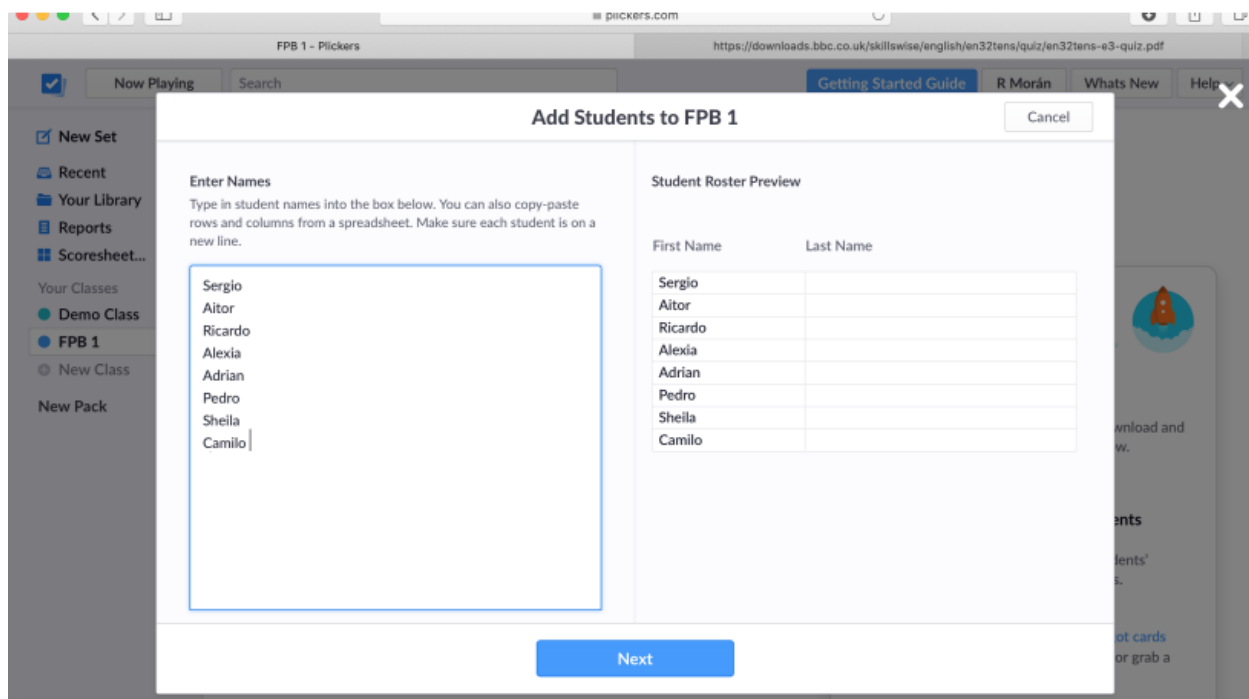 plickers.com
FPB 1 - Plickers
https://downloads.bbc.co.uk/skillswise/english/en32tens/quiz/en32tens-e3-quiz.pdf
Now Playing
Search
Getting Started Guide
R Morán
Whats New
Help
New Set
Recent
Your Library
Reports
Scoresheet...
Your Classes
Demo Class
FPB 1
New Class
New Pack
Add Students to FPB 1
Cancel
Enter Names
Type in student names into the box below. You can also copy-paste
rows and columns from a spreadsheet. Make sure each student is on a
new line.
Sergio
Aitor
Ricardo
Alexia
Adrian
Pedro
Sheila
Camilo
Student Roster Preview
First Name Last Name
Sergio
Aitor
Ricardo
Alexia
Adrian
Pedro
Sheila
Camilo
Next
wnload and
w.
ents
dents'
s.
ot cards
or grab a